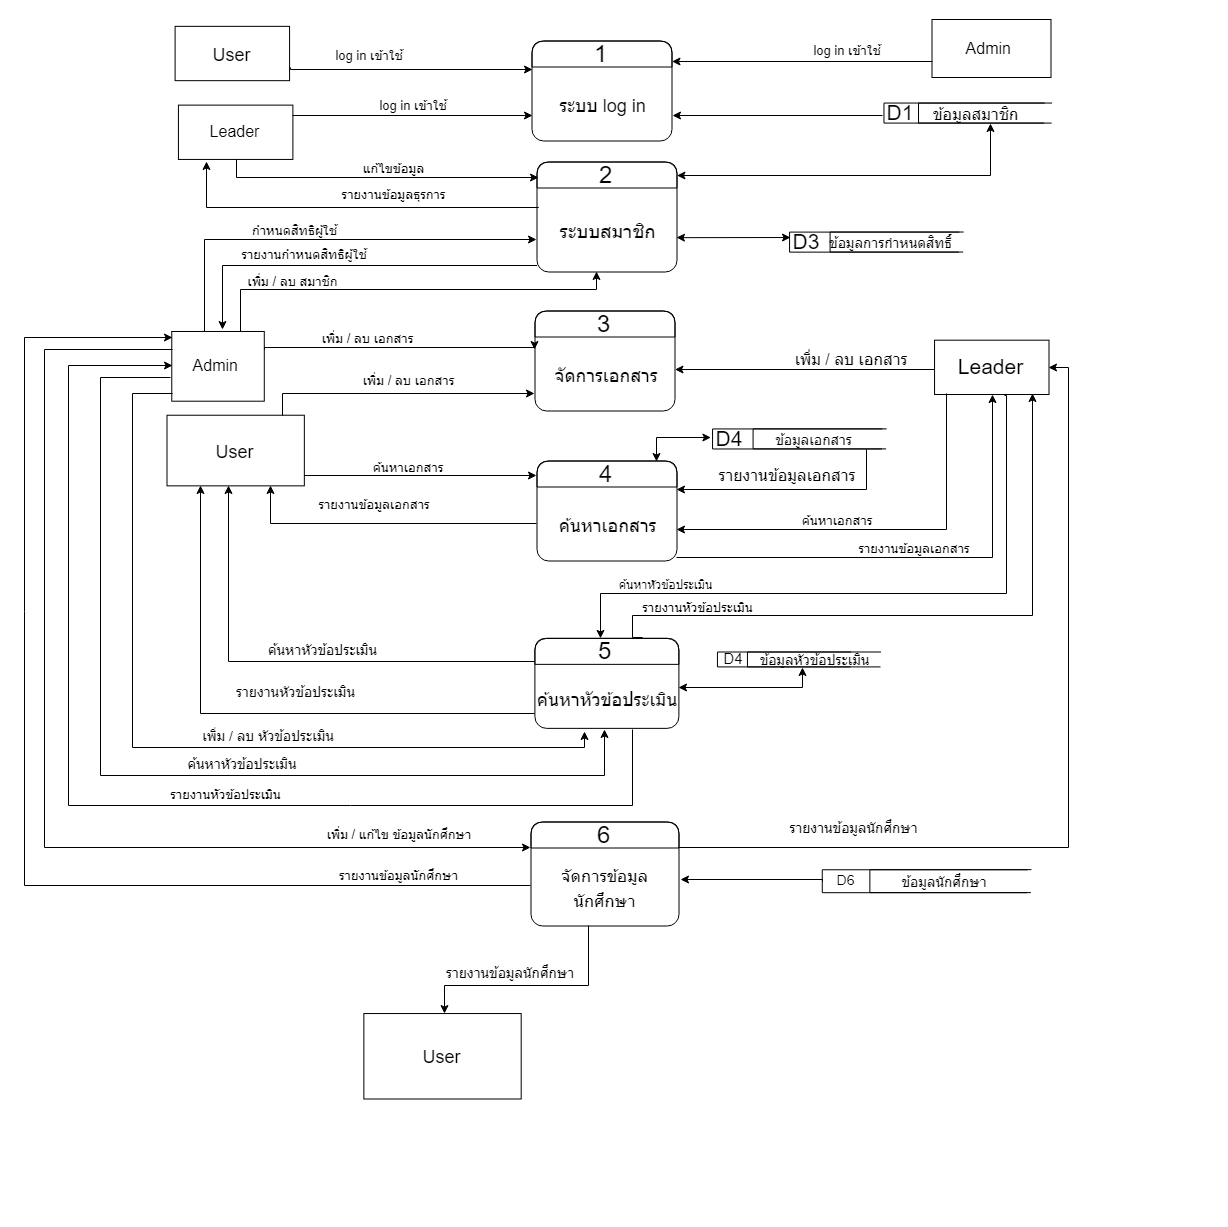 User
log in เข้าใช้
1
log in เข้าใช้
Admin
Leader
log in เข้าใช้
ระบบ log in
D1
ข้อมูลสมาชิก
แก้ไขข้อมูล
2
รายงานข้อมูลธุรการ
กำหนดสิทธิผู้ใช้
ระบบสมาชิก
D3
ข้อมูลการกำหนดสิทธิ์
รายงานกำหนดสิทธิผู้ใช้
เพิ่ม / ลบ สมาชิก
3
Admin
เพิ่ม / ลบ เอกสาร
เพิ่ม / ลบ เอกสาร
Leader
เพิ่ม / ลบ เอกสาร
จัดการเอกสาร
User
D4
ข้อมูลเอกสาร
ค้นหาเอกสาร
4
รายงานข้อมูลเอกสาร
รายงานข้อมูลเอกสาร
ค้นหาเอกสาร
ค้นหาเอกสาร
รายงานข้อมูลเอกสาร
ค้นหาหัวข้อประเมิน
รายงานหัวข้อประเมิน
ค้นหาหัวข้อประเมิน
5
D4
ข้อมูลหัวข้อประเมิน
รายงานหัวข้อประเมิน
ค้นหาหัวข้อประเมิน
เพิ่ม / ลบ หัวข้อประเมิน
ค้นหาหัวข้อประเมิน
รายงานหัวข้อประเมิน
เพิ่ม / แก้ไข ข้อมูลนักศึกษา
6
รายงานข้อมูลนักศึกษา
รายงานข้อมูลนักศึกษา
จัดการข้อมูล
นักศึกษา
D6
ข้อมูลนักศึกษา
รายงานข้อมูลนักศึกษา
User